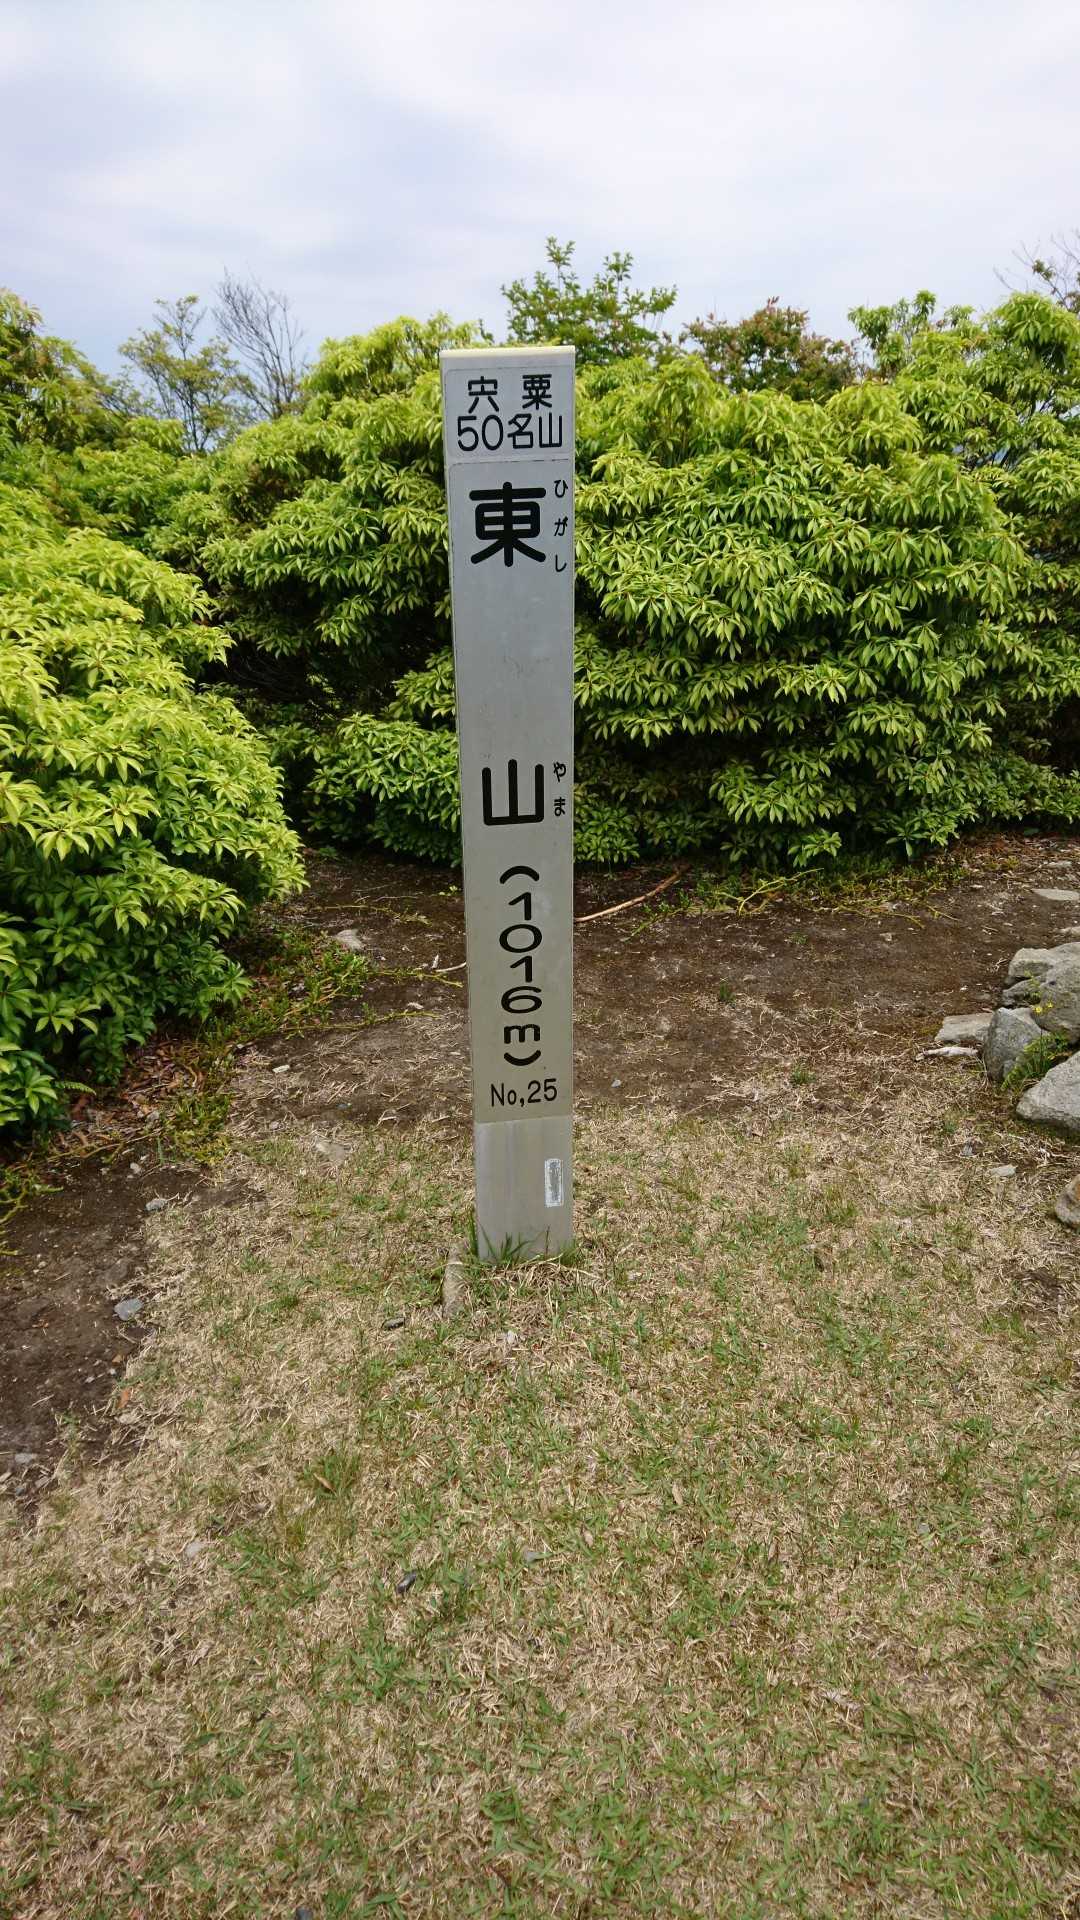 宍粟
50名山
東山
ひがしやま
(1016m)
No,25